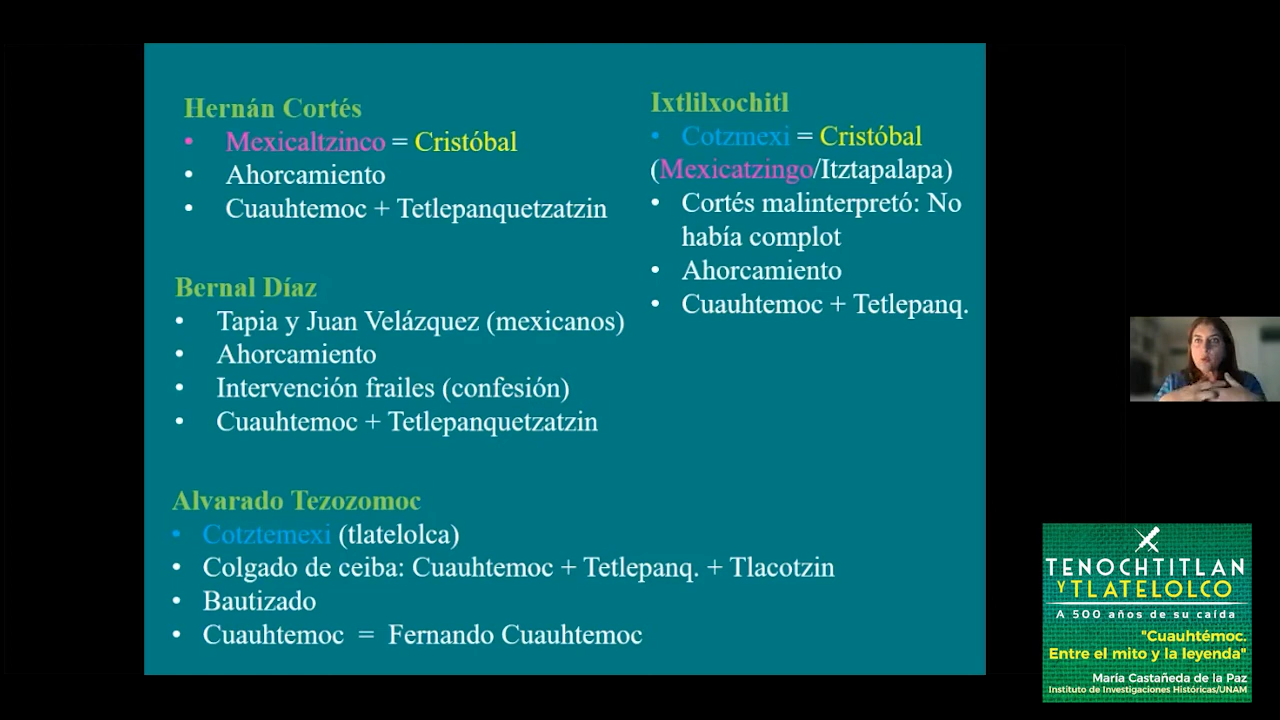 Hernán Cortés
• Mexicaltzinco = Cristóbal
• Ahorcamiento
• Cuauhtemoc + Tetlepanquetzatzin
Bernal Díaz
• Tapia y Juan Velázquez (mexicanos)
• Ahorcamiento
• Intervención frailes (confesión)
• Cuauhtemoc + Tetlepanquetzatzin
Alvarado Tezozomoc
• Cotztemexi (tlatelolca)
• Colgado de ceiba: Cuauhtemoc + Tetlepanq. + Tlacotzin
• Bautizado
• Cuauhtemoc = Fernando Cuauhtemoc
Ixtlilxochitl
• Cotzmexi = Cristóbal
(Mexicatzingo/Itztapalapa)
• Cortés malinterpretó: No
había complot
• Ahorcamiento
• Cuauhtemoc + Tetlepanq.
TENOCHTITLAN
Y TLATELOLCO
A 500 años de su caída
"Cuauhtémoc.
Entre el mito y la leyenda"
María Castañeda de la Paz
Instituto de Investigaciones Históricas/UNAM